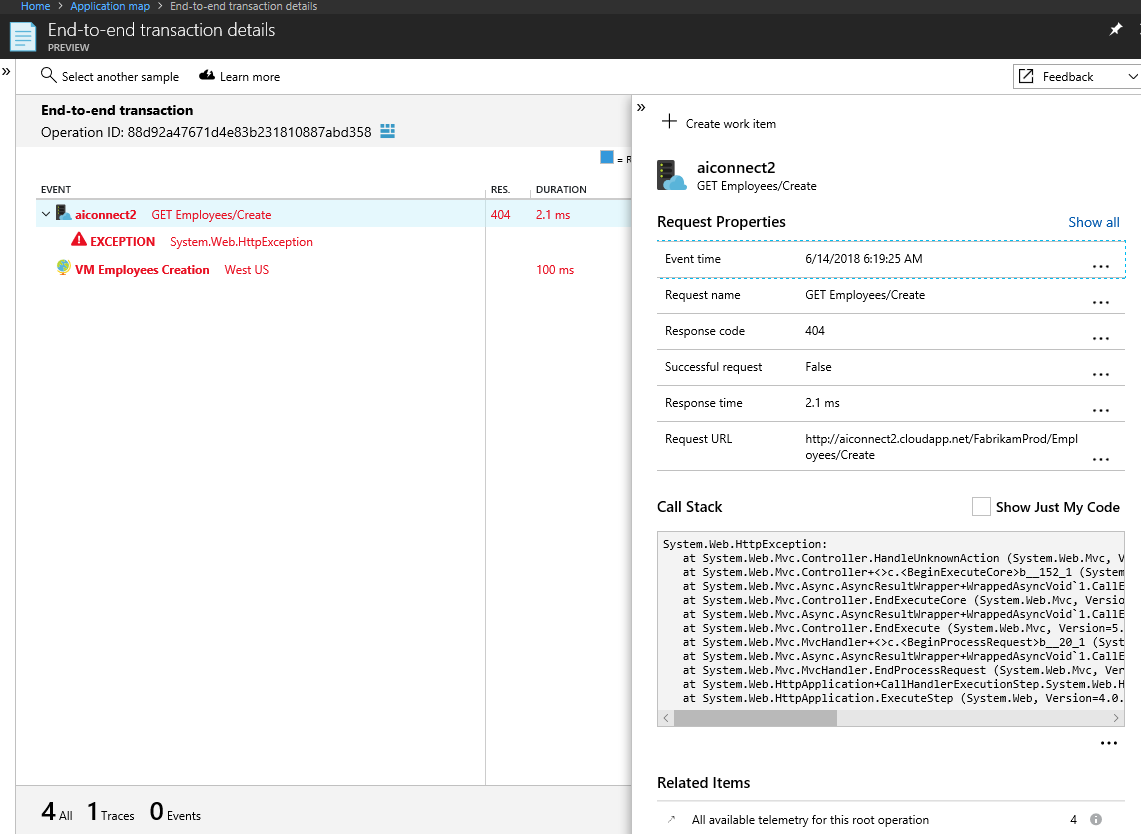 Home > Application map > End-to-end transaction details
End-to-end transaction details
PREVIEW
»
Select another sample
Learn more
Feedback
End-to-end transaction
Operation ID: 88d92a47671d4e83b231810887abd358
= R
EVENT RES. DURATION
aiconnect2 GET Employees/Create 404 2.1 ms
EXCEPTION System.Web.HttpException
VM Employees Creation West US 100 ms
4 All 1 Traces 0 Events
»
Create work item
aiconnect2
GET Employees/Create
Request Properties Show all
Event time 6/14/2018 6:19:25 AM ...
Request name GET Employees/Create ...
Response code 404 ...
Successful request False ...
Response time 2.1 ms ...
Request URL http://aiconnect2.cloudapp.net/FabrikamProd/Empl
oyees/Create ...
Call Stack Show Just My Code
System.Web.HttpException:
at System.Web.Mvc.Controller.HandleUnknownAction (System.Web.Mvc, V
at System.Web.Mvc.Controller+<>c.<BeginExecuteCore>b__152_1 (System
at System.Web.Mvc.Async.AsyncResultWrapper+WrappedAsyncVoid`1.CallE
at System.Web.Mvc.Controller.EndExecuteCore (System.Web.Mvc, Versio
at System.Web.Mvc.Async.AsyncResultWrapper+WrappedAsyncVoid`1.CallE
at System.Web.Mvc.Controller.EndExecute (System.Web.Mvc, Version=5.
at System.Web.Mvc.MvcHandler+<>c.<BeginProcessRequest>b__20_1 (Syst
at System.Web.Mvc.Async.AsyncResultWrapper+WrappedAsyncVoid`1.CallE
at System.Web.Mvc.MvcHandler.EndProcessRequest (System.Web.Mvc, Ver
at System.Web.HttpApplication+CallHandlerExecutionStep.System.Web.H
at System.Web.HttpApplication.ExecuteStep (System.Web, Version=4.0.
...
Related Items
All available telemetry for this root operation 4